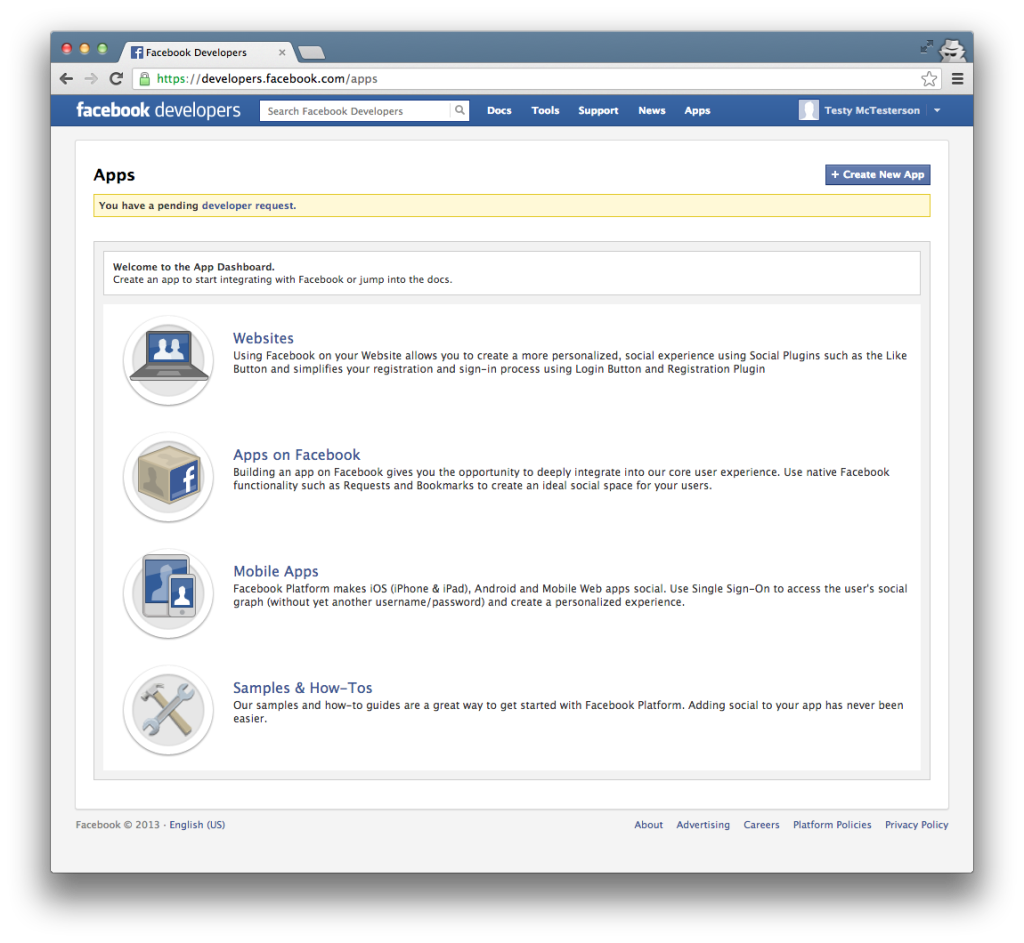 Facebook Developers
https://developers.facebook.com/apps
facebook developers Search Facebook Developers Docs Tools Support News Apps Testy McTesterson
Apps + Create New App
You have a pending developer request.
Welcome to the App Dashboard.
Create an app to start integrating with Facebook or jump into the docs.
Websites
Using Facebook on your Website allows you to create a more personalized, social experience using Social Plugins such as the Like
Button and simplifies your registration and sign-in process using Login Button and Registration Plugin
Apps on Facebook
Building an app on Facebook gives you the opportunity to deeply integrate into our core user experience. Use native Facebook
functionality such as Requests and Bookmarks to create an ideal social space for your users.
Mobile Apps
Facebook Platform makes iOS (iPhone & iPad), Android and Mobile Web apps social. Use Single Sign-On to access the user's social
graph (without yet another username/password) and create a personalized experience.
Samples & How-Tos
Our samples and how-to guides are a great way to get started with Facebook Platform. Adding social to your app has never been
easier.
Facebook © 2013 · English (US) About Advertising Careers Platform Policies Privacy Policy